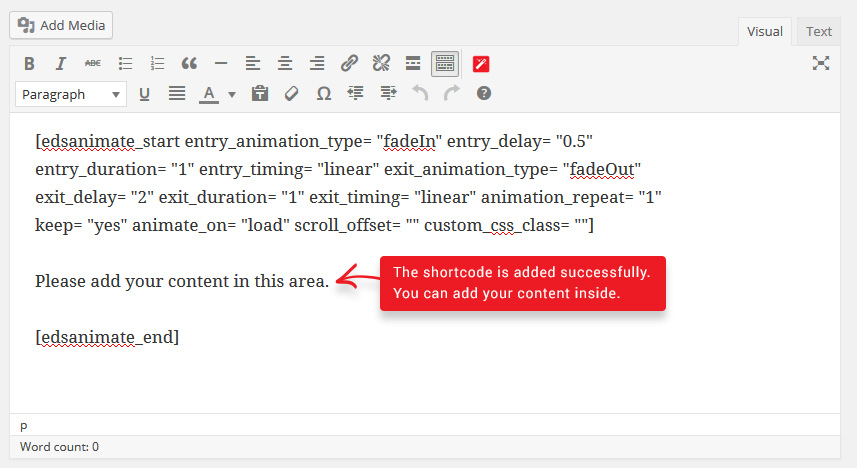 Add Media
Visual Text
B I ABC
Paragraph U A Ω
[edsanimate_start entry_animation_type= "fadeIn" entry_delay= "0.5"
entry_duration= "1" entry_timing= "linear" exit_animation_type= "fadeOut"
exit_delay= "2" exit_duration= "1" exit_timing= "linear" animation_repeat= "1"
keep= "yes" animate_on= "load" scroll_offset= "" custom_css_class= ""]
Please add your content in this area.
The shortcode is added successfully.
You can add your content inside.
[edsanimate_end]
p
Word count: 0